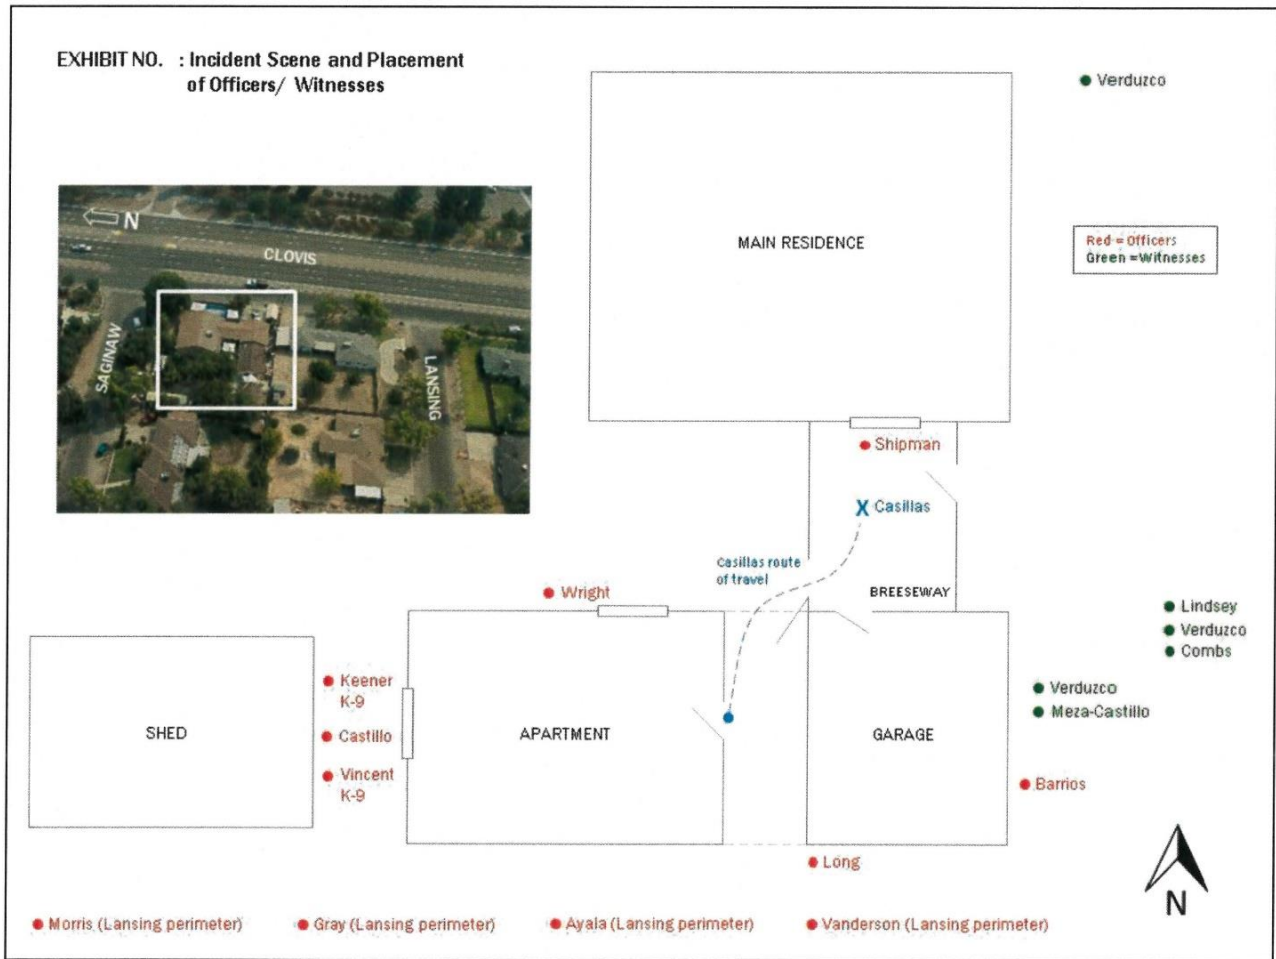 EXHIBIT NO. : Incident Scene and Placement
of Officers/ Witnesses
Verduzco
N
CLOVIS
SAGINAW
LANSING
MAIN RESIDENCE
Red = Officers
Green =Witnesses
Shipman
X Casillas
Casillas route
of travel
BREESEWAY
Wright
Lindsey
Verduzco
Combs
Keener
K-9
Castillo
Vincent
K-9
SHED
APARTMENT
GARAGE
Verduzco
Meza-Castillo
Barrios
Long
N
Morris (Lansing perimeter)
Gray (Lansing perimeter)
Ayala (Lansing perimeter)
Vanderson (Lansing perimeter)